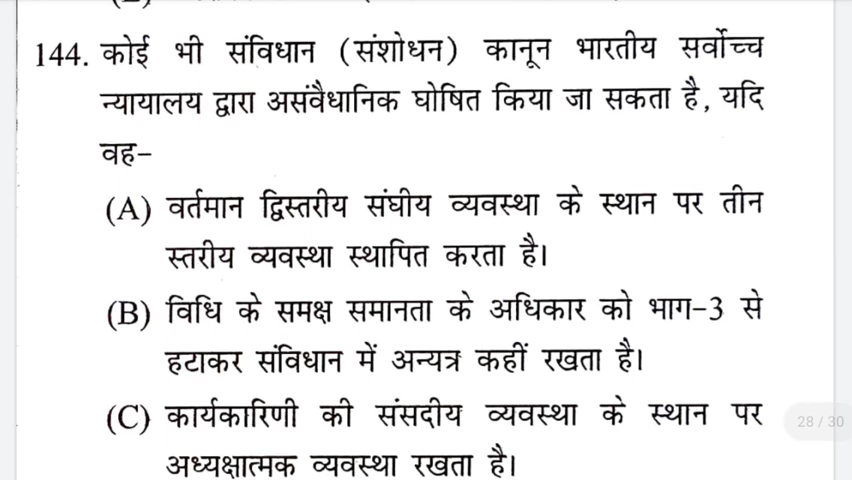 144. कोई भी संविधान (संशोधन) कानून भारतीय सर्वोच्च
न्यायालय द्वारा असंवैधानिक घोषित किया जा सकता है, यदि
वह–
(A) वर्तमान द्विस्तरीय संघीय व्यवस्था के स्थान पर तीन
स्तरीय व्यवस्था स्थापित करता है।
(B) विधि के समक्ष समानता के अधिकार को भाग-3 से
हटाकर संविधान में अन्यत्र कहीं रखता है।
(C) कार्यकारिणी की संसदीय व्यवस्था के स्थान पर
28 / 30
अध्यक्षात्मक व्यवस्था रखता है।